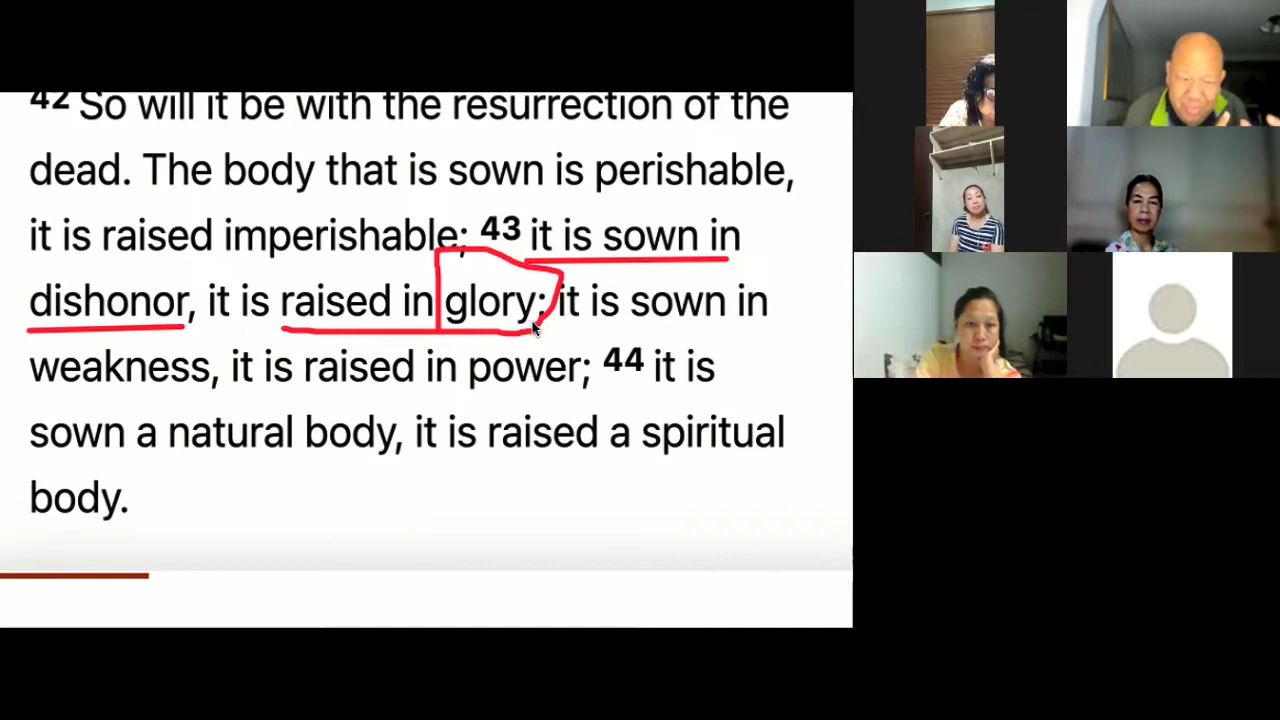 42 So will it be with the resurrection of the
dead. The body that is sown is perishable,
it is raised imperishable; 43 it is sown in
dishonor, it is raised in glory; it is sown in
weakness, it is raised in power; 44 it is
sown a natural body, it is raised a spiritual
body.